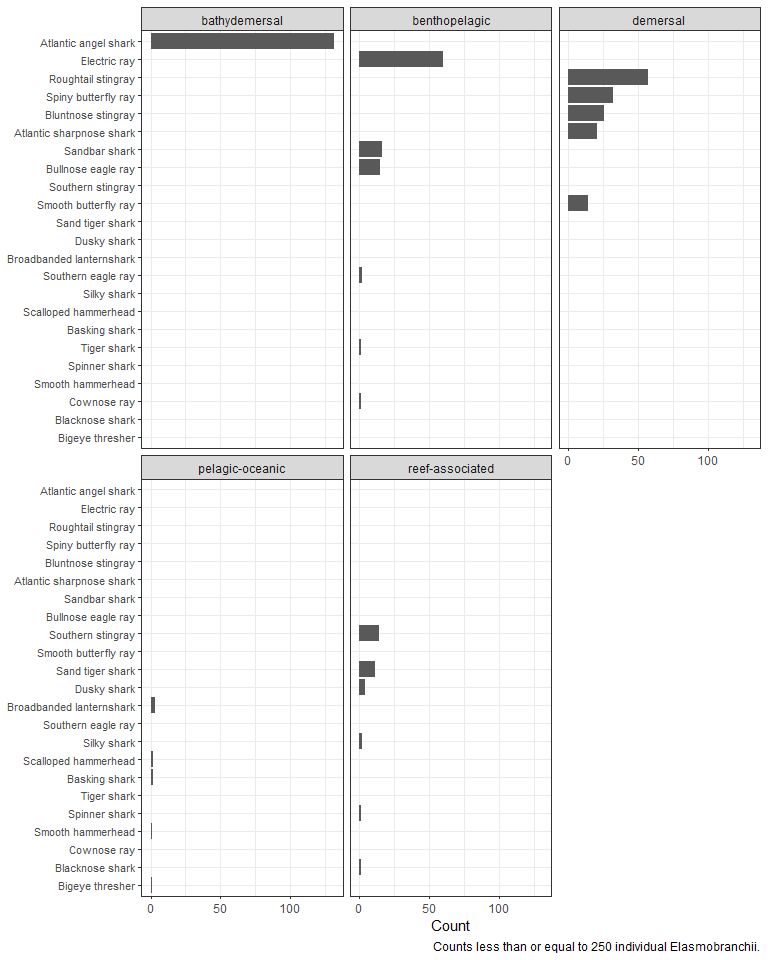 bathydemersal
benthopelagic
demersal
Atlantic angel shark
Electric ray
Roughtail stingray
Spiny butterfly ray
Bluntnose stingray
Atlantic sharpnose shark
Sandbar shark
Bullnose eagle ray
Southern stingray
Smooth butterfly ray
Sand tiger shark
Dusky shark
Broadbanded lanternshark
Southern eagle ray
Silky shark
Scalloped hammerhead
Basking shark
Tiger shark
Spinner shark
Smooth hammerhead
Cownose ray
Blacknose shark
Bigeye thresher
0 50 100
pelagic-oceanic
reef-associated
Atlantic angel shark
Electric ray
Roughtail stingray
Spiny butterfly ray
Bluntnose stingray
Atlantic sharpnose shark
Sandbar shark
Bullnose eagle ray
Southern stingray
Smooth butterfly ray
Sand tiger shark
Dusky shark
Broadbanded lanternshark
Southern eagle ray
Silky shark
Scalloped hammerhead
Basking shark
Tiger shark
Spinner shark
Smooth hammerhead
Cownose ray
Blacknose shark
Bigeye thresher
0 50 100
0 50 100
Count
Counts less than or equal to 250 individual Elasmobranchii.